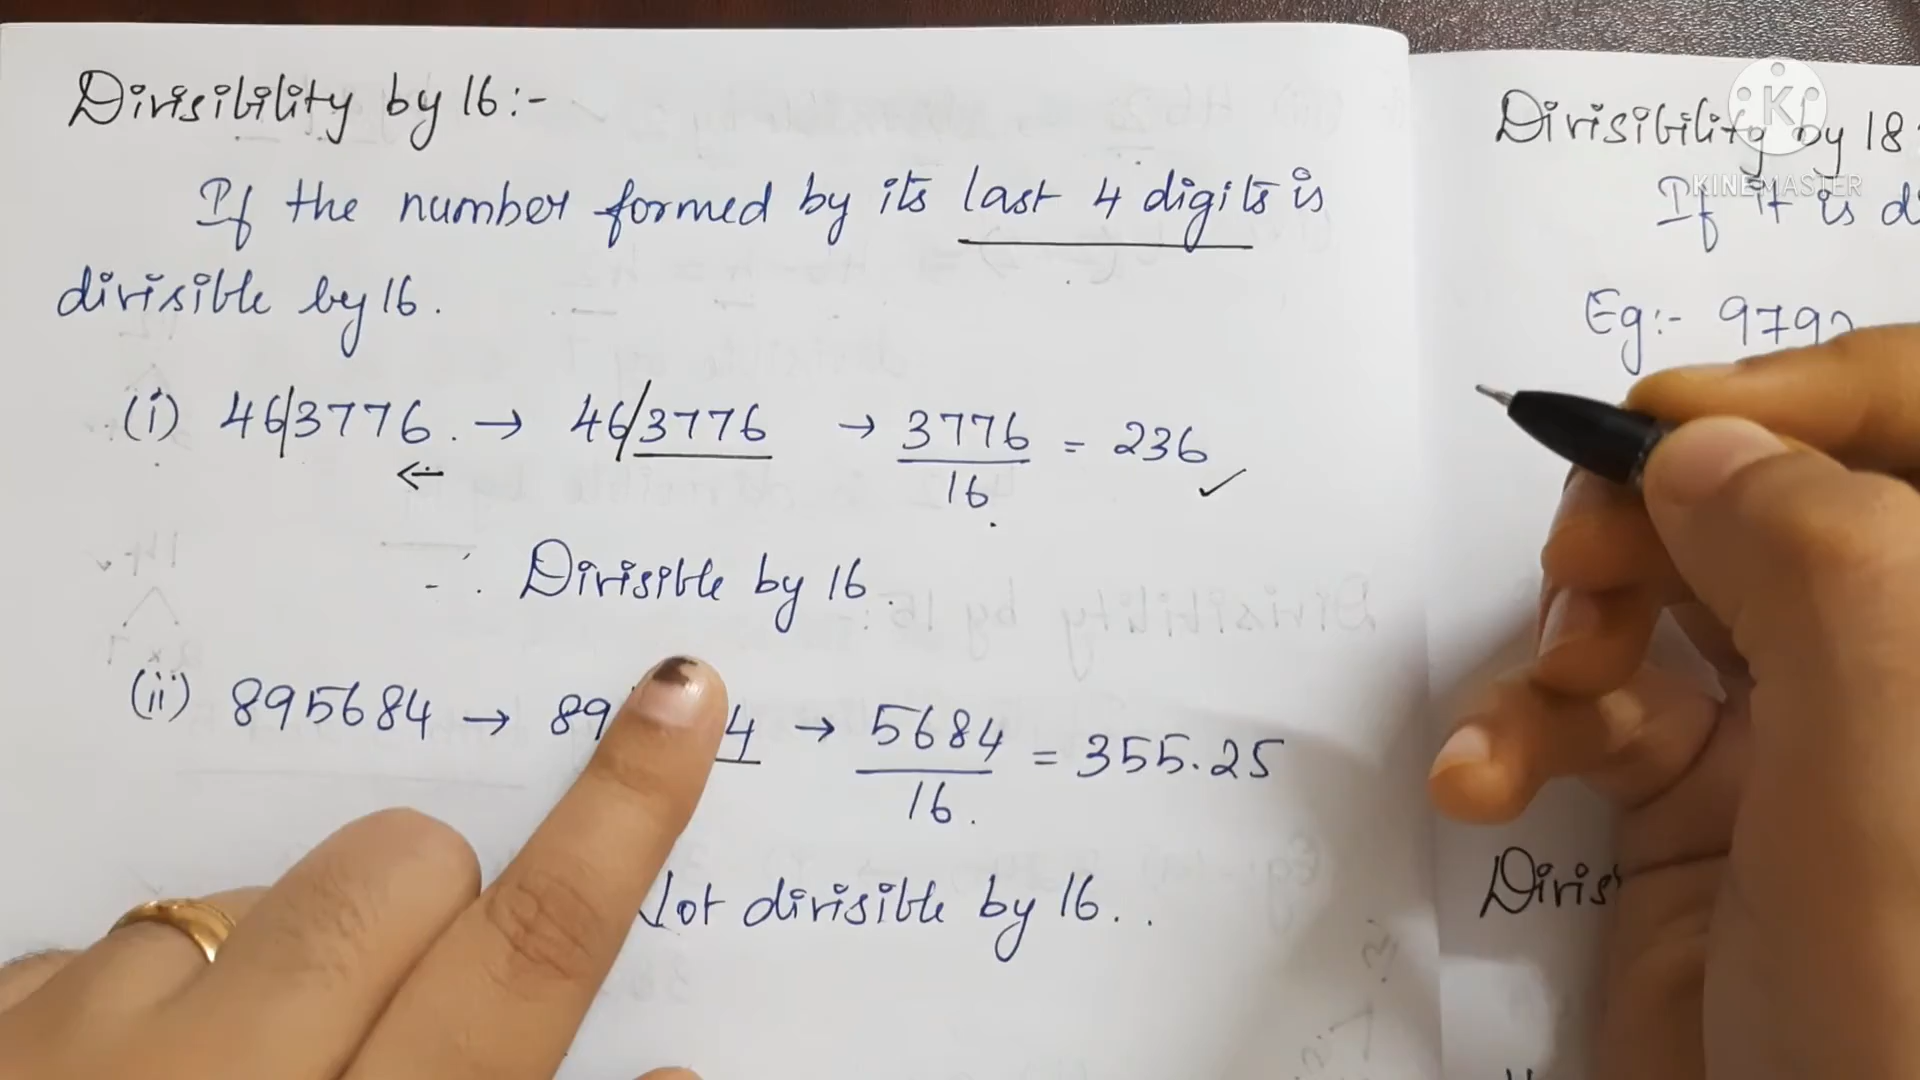 Divisibility by 16:-
If the number formed by its last 4 digits is
divisible by 16.
(i) 46/3776. → 46/3776 → 3776/16 = 236 ✓
∴ Divisible by 16.
(ii) 895684 → 89 4 → 5684/16 = 355.25
Not divisible by 16.
Divisibility by 18
If it is d
Eg:- 9792
Divis
K
KINEMASTER